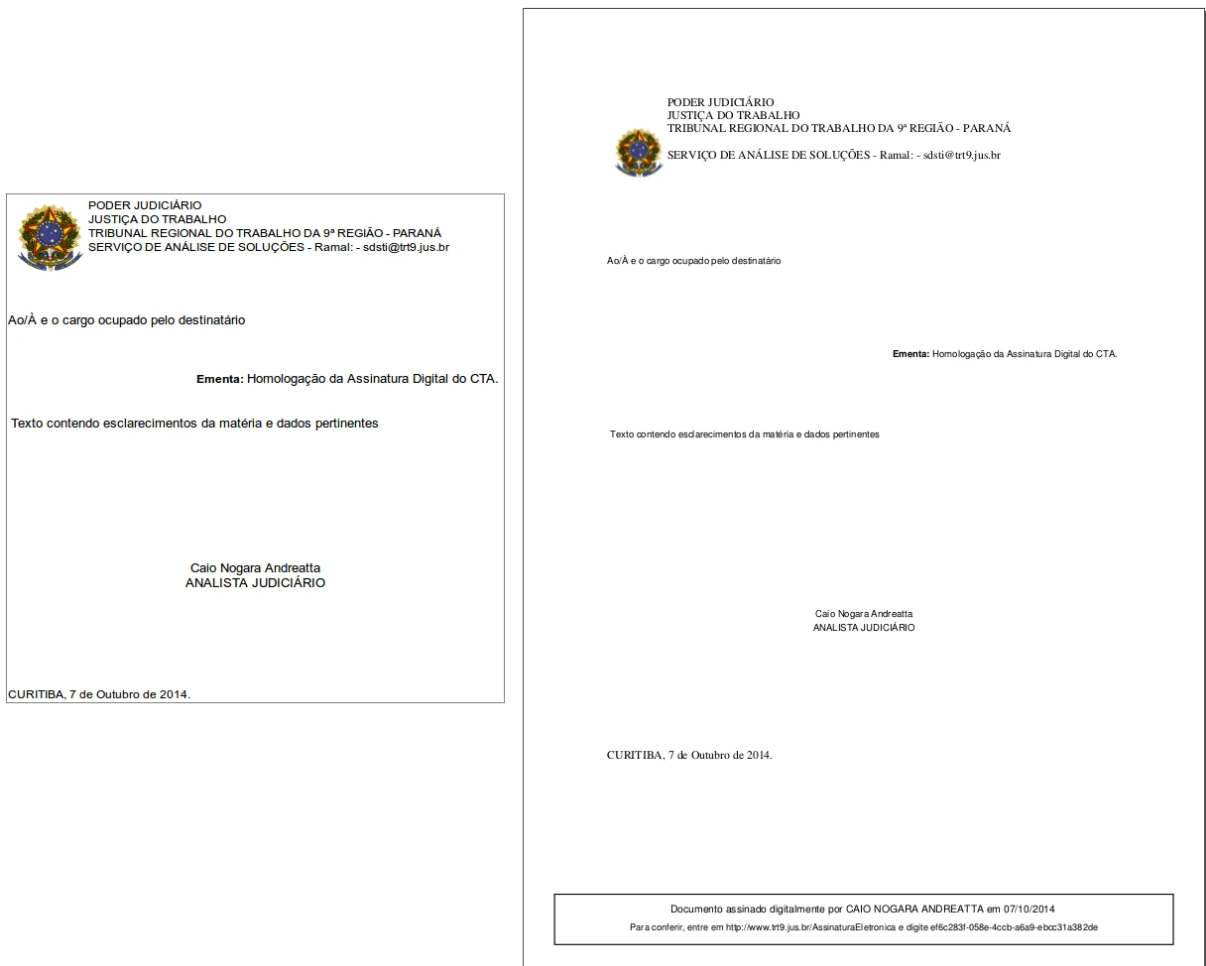 PODER JUDICIÁRIO
JUSTIÇA DO TRABALHO
TRIBUNAL REGIONAL DO TRABALHO DA 9ª REGIÃO - PARANÁ
SERVIÇO DE ANÁLISE DE SOLUÇÕES - Ramal: - sdsti@trt9.jus.br
Ao/À e o cargo ocupado pelo destinatário
Ementa: Homologação da Assinatura Digital do CTA.
Texto contendo esclarecimentos da matéria e dados pertinentes
Caio Nogara Andreatta
ANALISTA JUDICIÁRIO
CURITIBA, 7 de Outubro de 2014.
PODER JUDICIÁRIO
JUSTIÇA DO TRABALHO
TRIBUNAL REGIONAL DO TRABALHO DA 9ª REGIÃO - PARANÁ
SERVIÇO DE ANÁLISE DE SOLUÇÕES - Ramal: - sdsti@trt9.jus.br
Ao/À e o cargo ocupado pelo destinatário
Ementa: Homologação da Assinatura Digital do CTA.
Texto contendo esclarecimentos da matéria e dados pertinentes
Caio Nogara Andreatta
ANALISTA JUDICIÁRIO
CURITIBA, 7 de Outubro de 2014.
Documento assinado digitalmente por CAIO NOGARA ANDREATTA em 07/10/2014
Para conferir, entre em http://www.trt9.jus.br/AssinaturaEletronica e digite ef6c283f-058e-4ccb-a6a9-ebcc31a382de